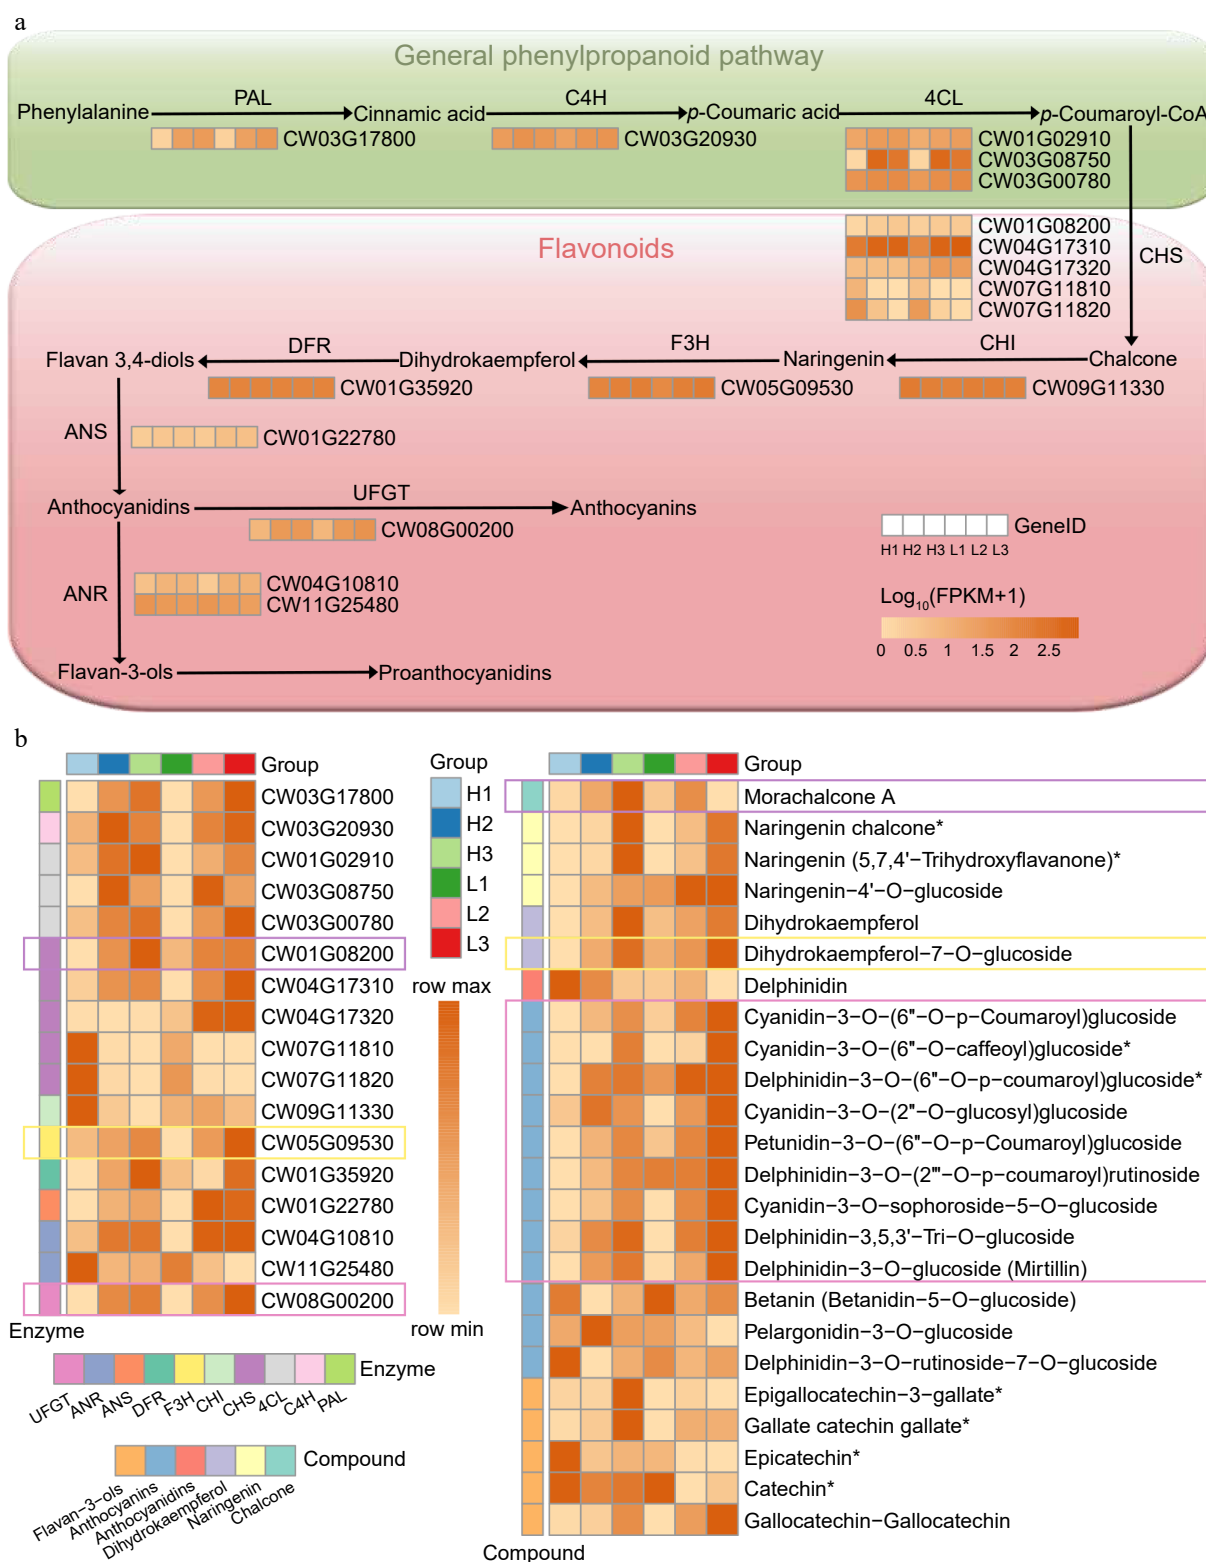 a
General phenylpropanoid pathway
Phenylalanine PAL Cinnamic acid C4H p-Coumaric acid 4CL p-Coumaroyl-CoA
CW03G17800 CW03G20930 CW01G02910
CW03G08750
CW03G00780
Flavonoids
CW01G08200
CW04G17310
CW04G17320
CW07G11810
CW07G11820
CHS
Flavan 3,4-diols DFR Dihydrokaempferol F3H Naringenin CHI Chalcone
CW01G35920 CW05G09530 CW09G11330
ANS CW01G22780
Anthocyanidins UFGT Anthocyanins
CW08G00200
GeneID
H1 H2 H3 L1 L2 L3
ANR CW04G10810
CW11G25480
Log10(FPKM+1)
0 0.5 1 1.5 2 2.5
Flavan-3-ols Proanthocyanidins
b
Group
CW03G17800
CW03G20930
CW01G02910
CW03G08750
CW03G00780
CW01G08200
CW04G17310
CW04G17320
CW07G11810
CW07G11820
CW09G11330
CW05G09530
CW01G35920
CW01G22780
CW04G10810
CW11G25480
CW08G00200
Enzyme
Group
H1
H2
H3
L1
L2
L3
row max
row min
Enzyme
UFGT ANR ANS DFR F3H CHI CHS 4CL C4H PAL
Compound
Flavan−3−ols
Anthocyanins
Anthocyanidins
Dihydrokaempferol
Naringenin
Chalcone
Group
Morachalcone A
Naringenin chalcone*
Naringenin (5,7,4'−Trihydroxyflavanone)*
Naringenin−4'−O−glucoside
Dihydrokaempferol
Dihydrokaempferol−7−O−glucoside
Delphinidin
Cyanidin−3−O−(6"−O−p−Coumaroyl)glucoside
Cyanidin−3−O−(6"−O−caffeoyl)glucoside*
Delphinidin−3−O−(6"−O−p−coumaroyl)glucoside*
Cyanidin−3−O−(2"−O−glucosyl)glucoside
Petunidin−3−O−(6"−O−p−Coumaroyl)glucoside
Delphinidin−3−O−(2"'−O−p−coumaroyl)rutinoside
Cyanidin−3−O−sophoroside−5−O−glucoside
Delphinidin−3,5,3'−Tri−O−glucoside
Delphinidin−3−O−glucoside (Mirtillin)
Betanin (Betanidin−5−O−glucoside)
Pelargonidin−3−O−glucoside
Delphinidin−3−O−rutinoside−7−O−glucoside
Epigallocatechin−3−gallate*
Gallate catechin gallate*
Epicatechin*
Catechin*
Gallocatechin−Gallocatechin
Compound